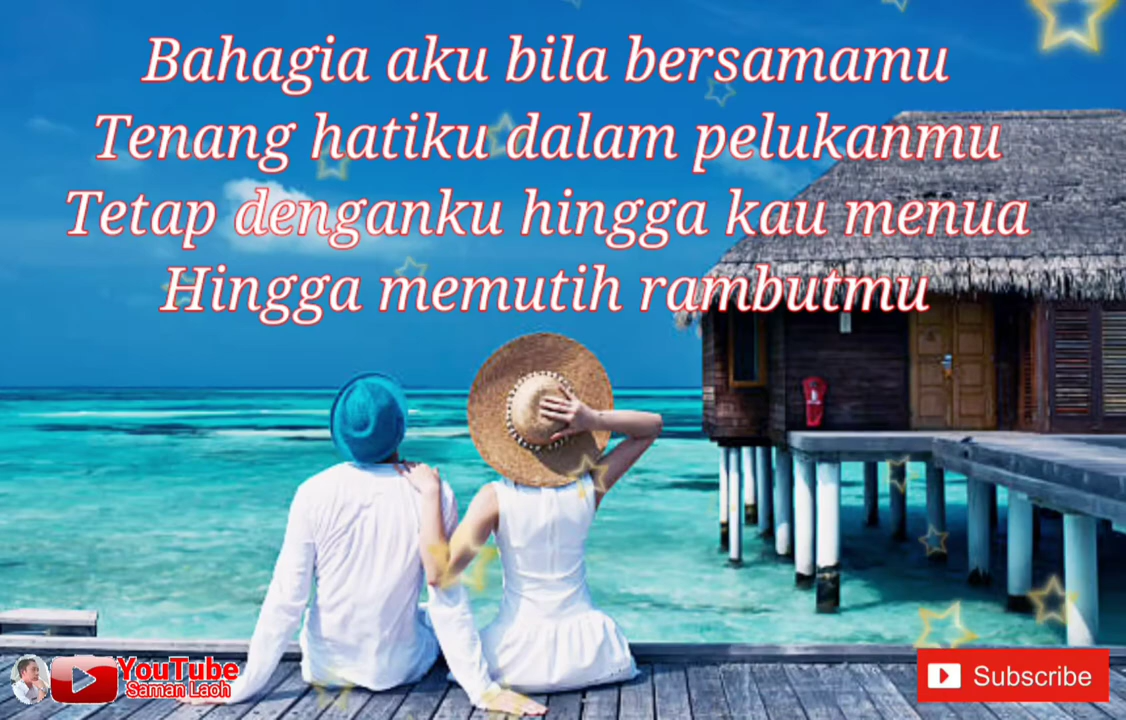 Bahagia aku bila bersamamu
Tenang hatiku dalam pelukanmu
Tetap denganku hingga kau menua
Hingga memutih rambutmu
YouTube
Saman Laoh
Subscribe